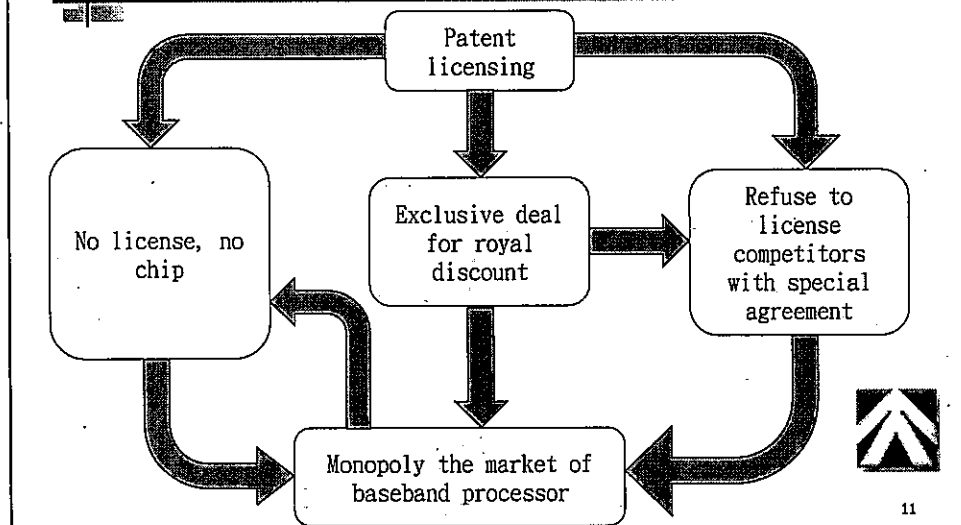 Patent
licensing
No license, no
chip
Exclusive deal
for royal
discount
Refuse to
license
competitors
with special
agreement
Monopoly the market of
baseband processor
11